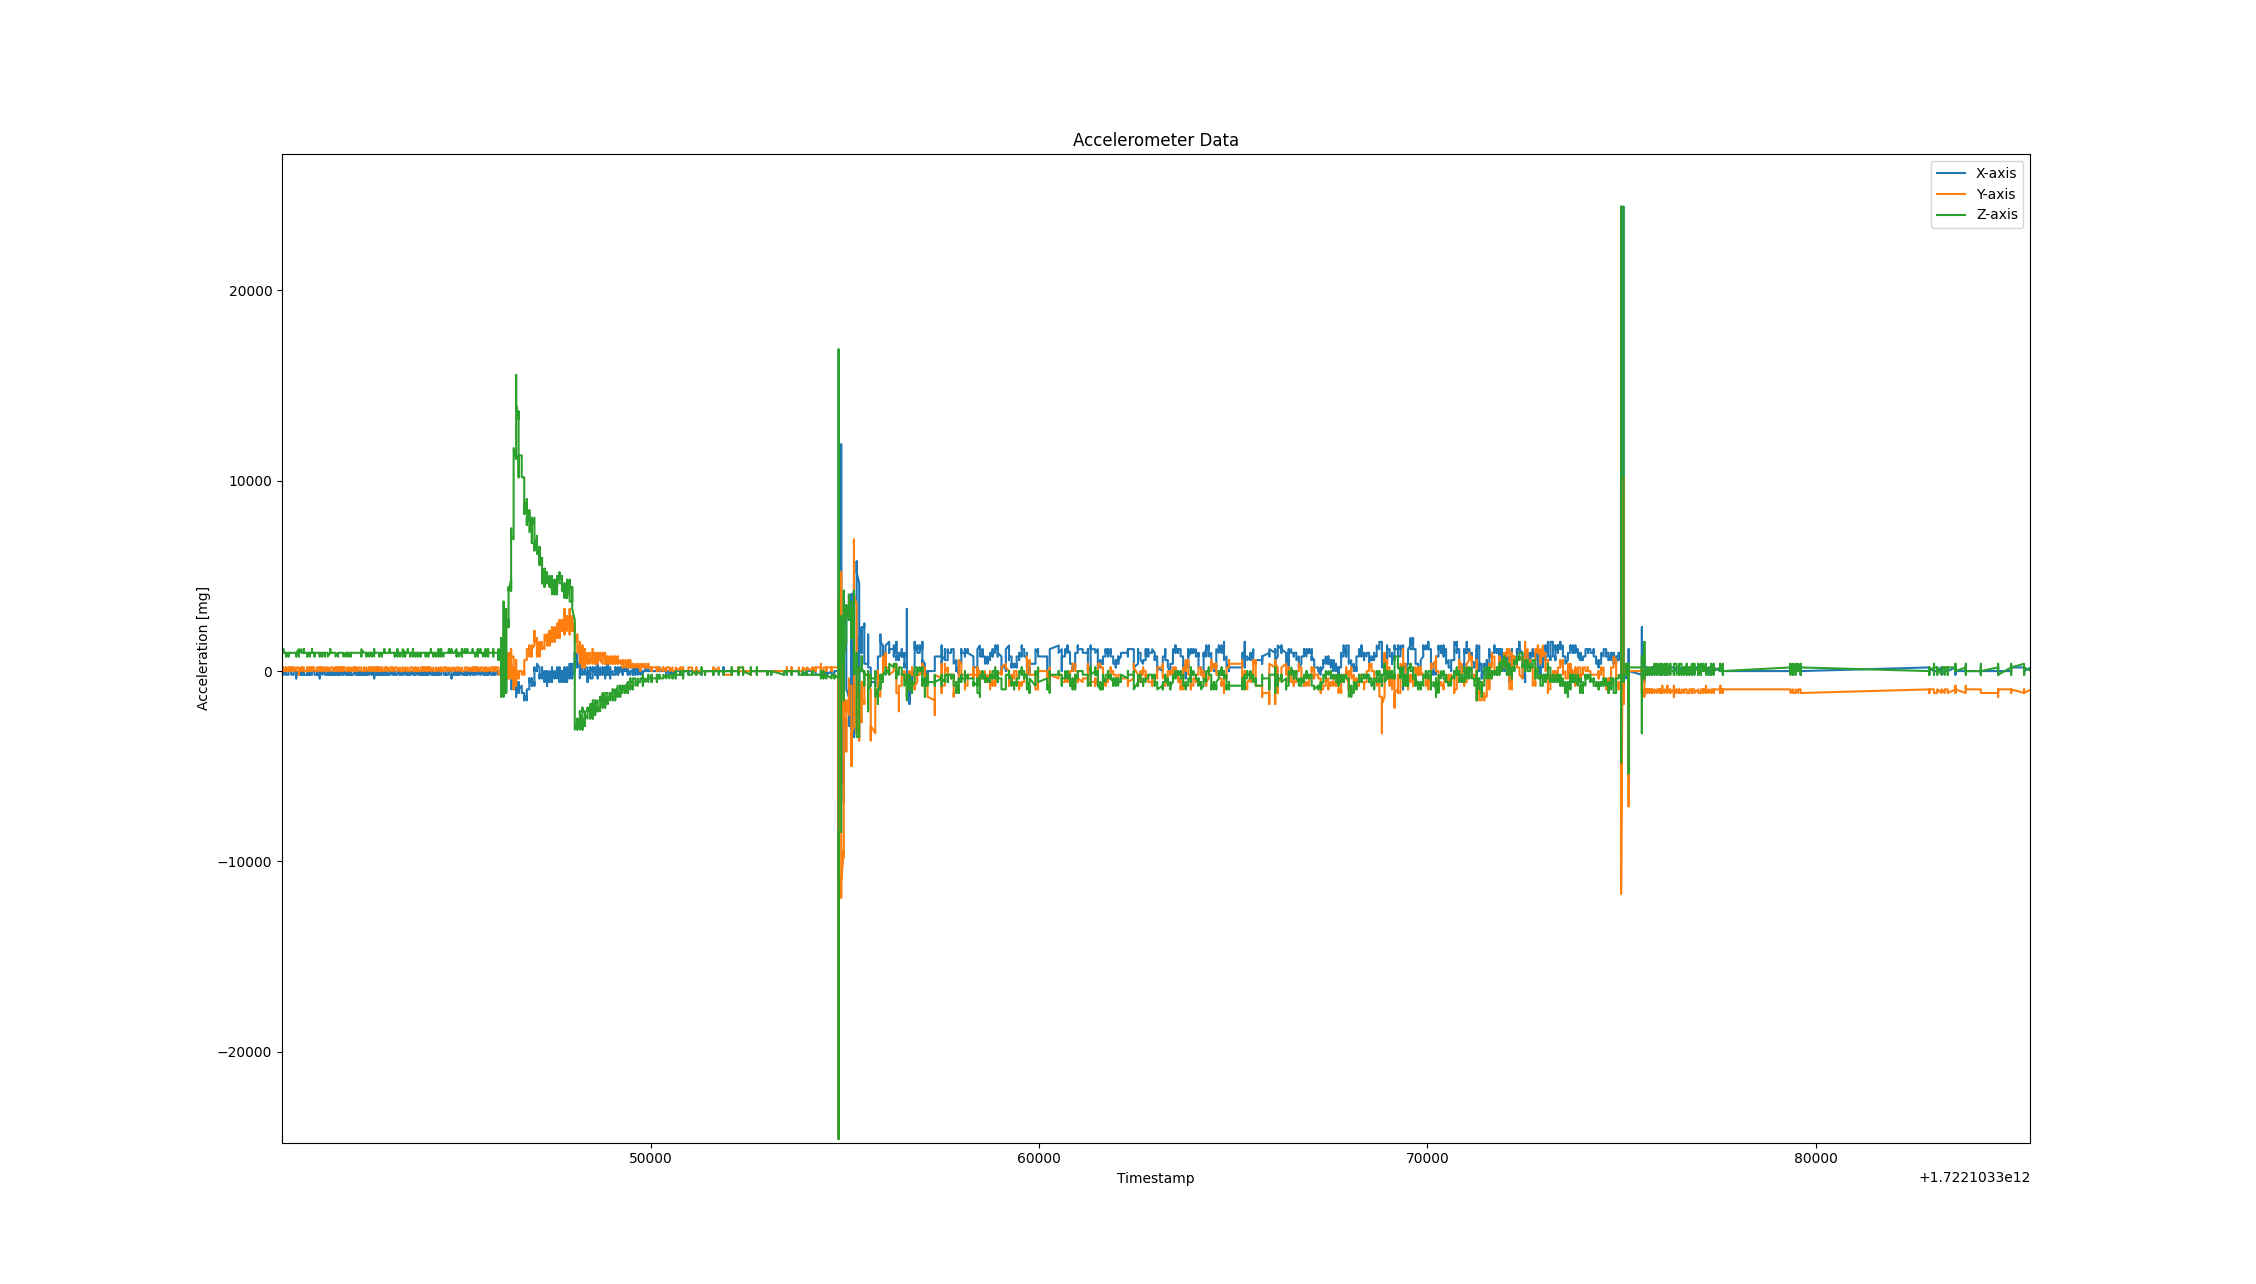 Accelerometer Data
X-axis
Y-axis
Z-axis
20000
10000
0
−10000
−20000
Acceleration [mg]
50000
60000
70000
80000
Timestamp
+1.7221033e12